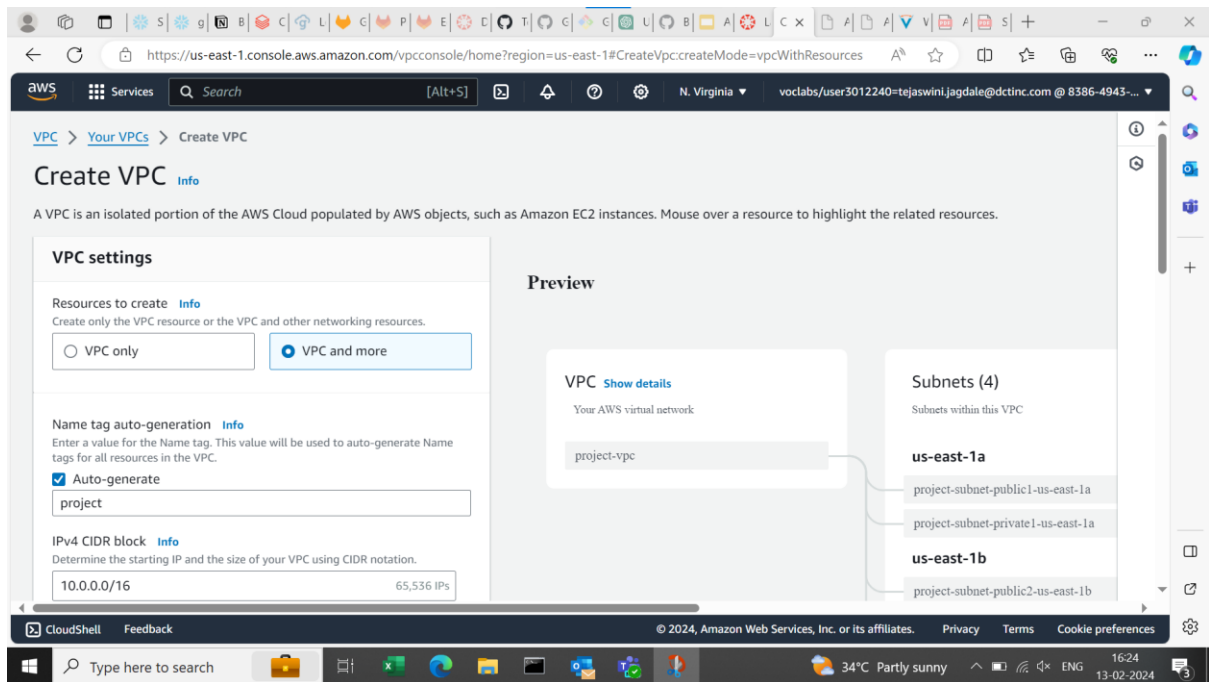 S
g
B
C
L
G
P
E
D
T
G
G
U
B
A
L
C
A
A
V
A
S
https://us-east-1.console.aws.amazon.com/vpcconsole/home?region=us-east-1#CreateVpc:createMode=vpcWithResources
aws Services Search [Alt+S] N. Virginia voclabs/user3012240=tejaswini.jagdale@dctinc.com @ 8386-4943-...
VPC > Your VPCs > Create VPC
Create VPC Info
A VPC is an isolated portion of the AWS Cloud populated by AWS objects, such as Amazon EC2 instances. Mouse over a resource to highlight the related resources.
VPC settings
Resources to create Info
Create only the VPC resource or the VPC and other networking resources.
VPC only
VPC and more
Name tag auto-generation Info
Enter a value for the Name tag. This value will be used to auto-generate Name
tags for all resources in the VPC.
Auto-generate
project
IPv4 CIDR block Info
Determine the starting IP and the size of your VPC using CIDR notation.
10.0.0.0/16 65,536 IPs
Preview
VPC Show details
Your AWS virtual network
project-vpc
Subnets (4)
Subnets within this VPC
us-east-1a
project-subnet-public1-us-east-1a
project-subnet-private1-us-east-1a
us-east-1b
project-subnet-public2-us-east-1b
CloudShell Feedback © 2024, Amazon Web Services, Inc. or its affiliates. Privacy Terms Cookie preferences
Type here to search 34°C Partly sunny ENG 16:24
13-02-2024
3